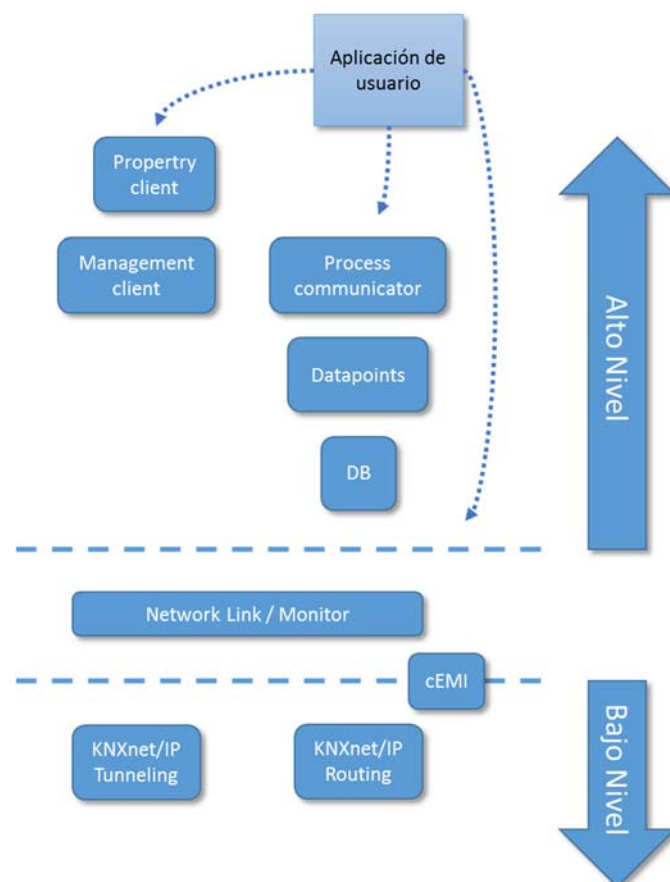 Aplicación de
usuario
Propertry
client
Management
client
Process
communicator
Datapoints
DB
Alto Nivel
Network Link / Monitor
cEMI
KNXnet/IP
Tunneling
KNXnet/IP
Routing
Bajo Nivel